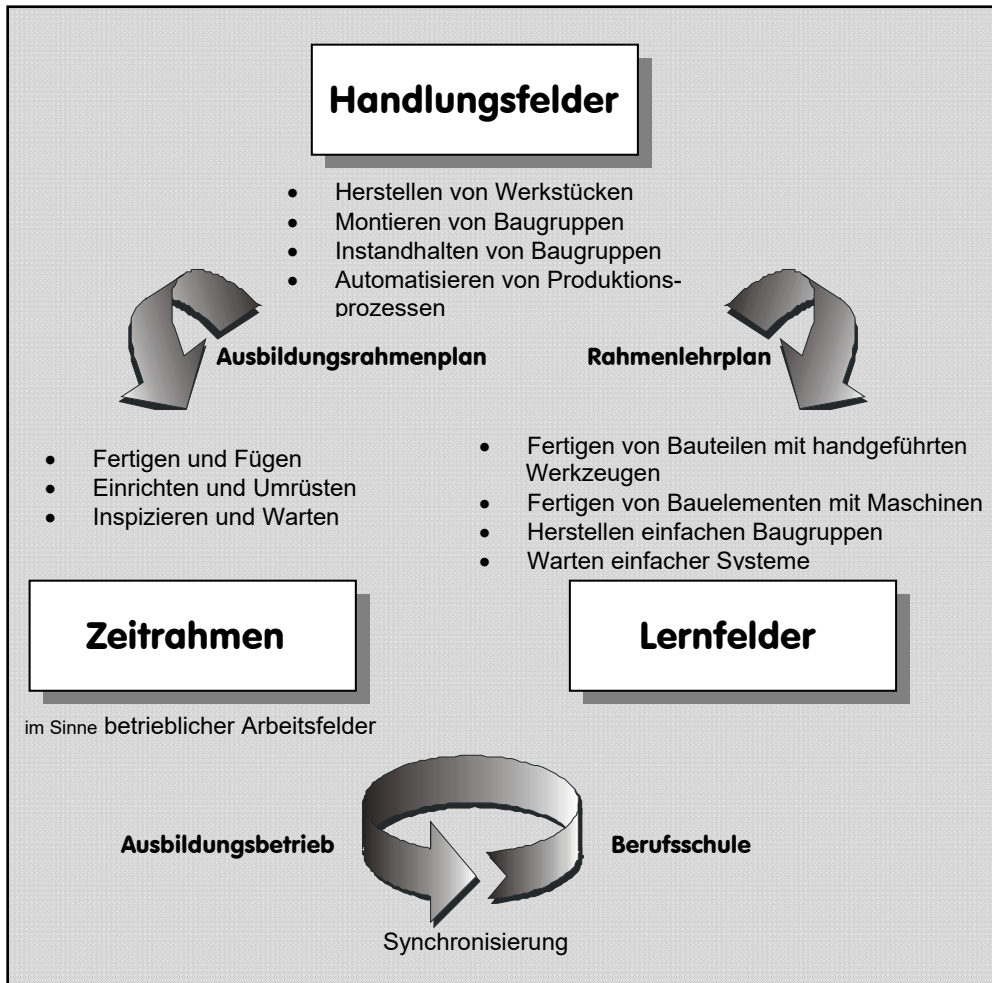 Handlungsfelder
• Herstellen von Werkstücken
• Montieren von Baugruppen
• Instandhalten von Baugruppen
• Automatisieren von Produktions-
prozessen
Ausbildungsrahmenplan
Rahmenlehrplan
• Fertigen und Fügen
• Einrichten und Umrüsten
• Inspizieren und Warten
• Fertigen von Bauteilen mit handgeführten
Werkzeugen
• Fertigen von Bauelementen mit Maschinen
• Herstellen einfachen Baugruppen
• Warten einfacher Systeme
Zeitrahmen
Lernfelder
im Sinne betrieblicher Arbeitsfelder
Ausbildungsbetrieb
Berufsschule
Synchronisierung